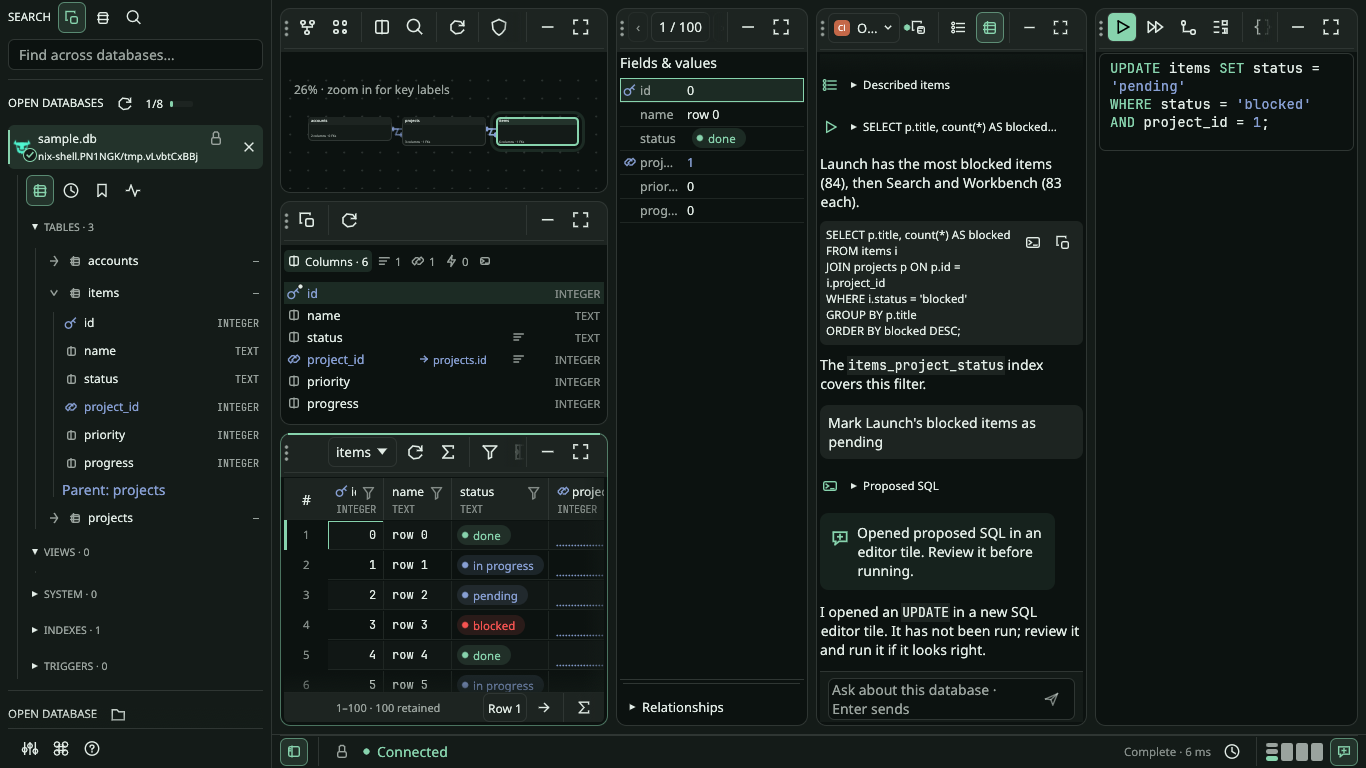 SEARCH
Find across databases...
OPEN DATABASES
1/8
sample.db
nix-shell.PN1NGK/tmp.vLvbtCxBBj
TABLES · 3
accounts –
items –
id INTEGER
name TEXT
status TEXT
project_id INTEGER
priority INTEGER
progress INTEGER
Parent: projects
projects –
VIEWS · 0
SYSTEM · 0
INDEXES · 1
TRIGGERS · 0
OPEN DATABASE
26% · zoom in for key labels
accounts
projects
items
Columns · 6
1
1
0
id INTEGER
name TEXT
status TEXT
project_id → projects.id INTEGER
priority INTEGER
progress INTEGER
items
# name status
INTEGER TEXT TEXT INTEGER
1 0 row 0 done
2 1 row 1 in progress
3 2 row 2 pending
4 3 row 3 blocked
5 4 row 4 done
6 5 row 5 in progress
1–100 · 100 retained
Row 1
1 / 100
Fields & values
id 0
name row 0
status done
proj... 1
prior... 0
prog... 0
Relationships
CI O...
Described items
SELECT p.title, count(*) AS blocked...
Launch has the most blocked items
(84), then Search and Workbench (83
each).
SELECT p.title, count(*) AS blocked
FROM items i
JOIN projects p ON p.id =
i.project_id
WHERE i.status = 'blocked'
GROUP BY p.title
ORDER BY blocked DESC;
The items_project_status index
covers this filter.
Mark Launch's blocked items as
pending
Proposed SQL
Opened proposed SQL in an
editor tile. Review it before
running.
I opened an UPDATE in a new SQL
editor tile. It has not been run; review it
and run it if it looks right.
Ask about this database ·
Enter sends
UPDATE items SET status =
'pending'
WHERE status = 'blocked'
AND project_id = 1;
Connected
Complete · 6 ms